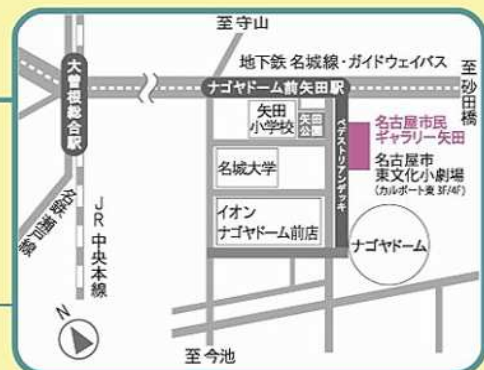 至守山
地下鉄 名城線・ガイドウェイバス
至砂田橋
大曽根総合駅
ナゴヤドーム前矢田駅
矢田
小学校
矢田
公園
ペデストリアンデッキ
名古屋市民
ギャラリー矢田
名古屋市
東文化小劇場
(カルポート東 3F/4F)
名城大学
イオン
ナゴヤドーム前店
ナゴヤドーム
名鉄瀬戸線
JR中央本線
N
至今池